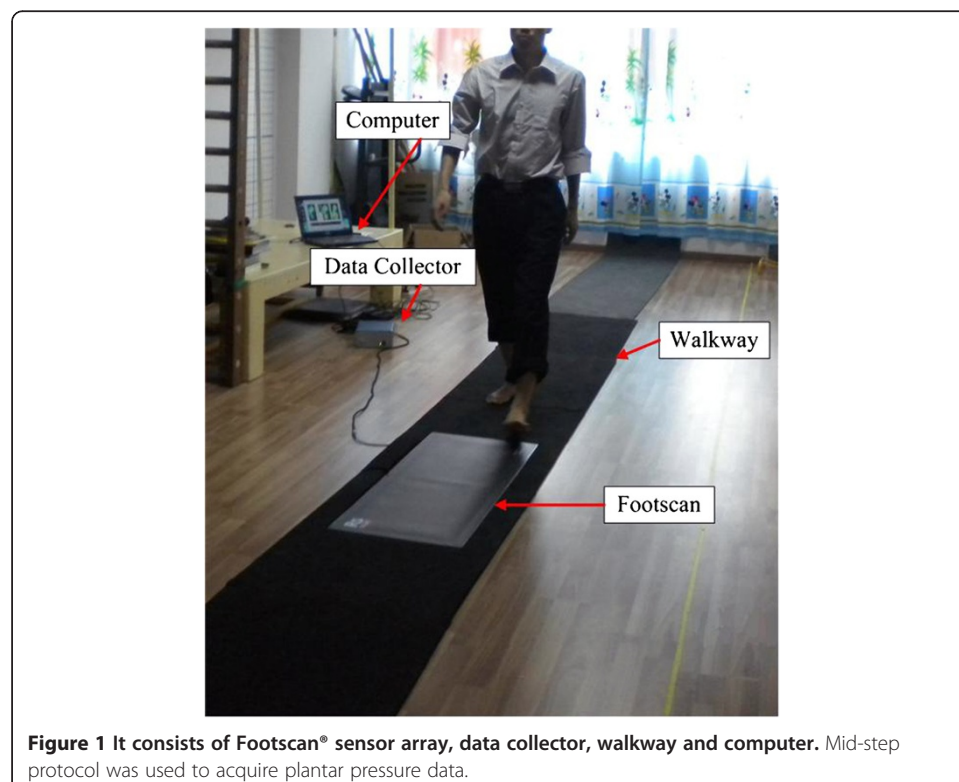 Computer
Data Collector
Walkway
Footscan
Figure 1 It consists of Footscan® sensor array, data collector, walkway and computer. Mid-step
protocol was used to acquire plantar pressure data.